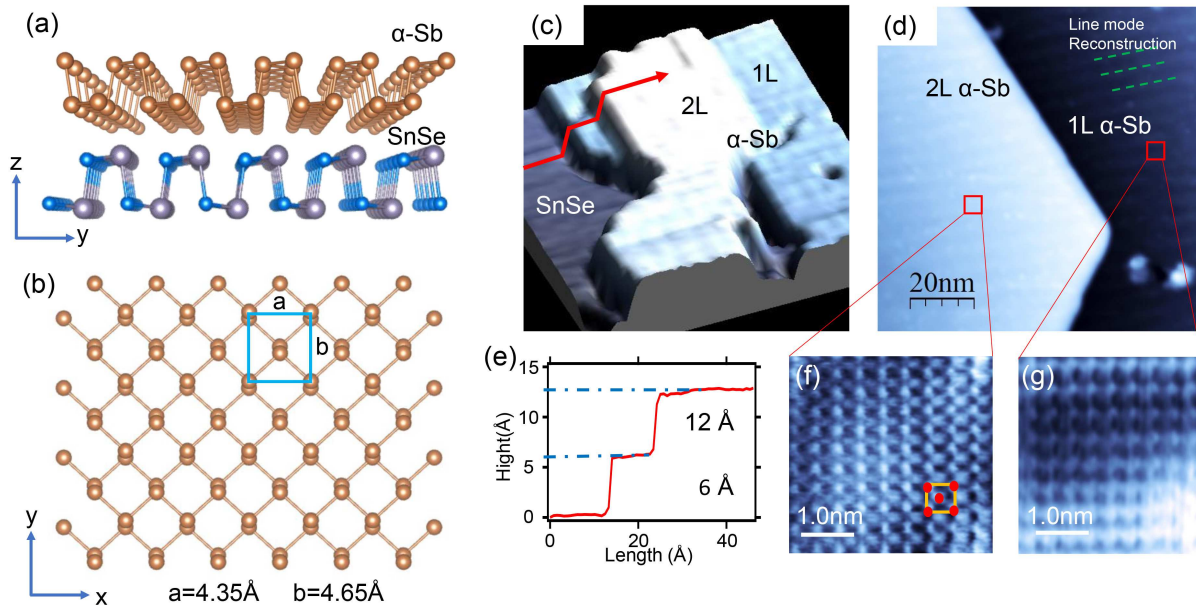 (a)
α-Sb
SnSe
z
y
(b)
a
b
y
x
a=4.35Å b=4.65Å
(c)
1L
2L
α-Sb
SnSe
(d)
Line mode
Reconstruction
2L α-Sb
1L α-Sb
20nm
(e)
15
10
5
0
Hight(Å)
12 Å
6 Å
0 20 40
Length (Å)
(f)
1.0nm
(g)
1.0nm